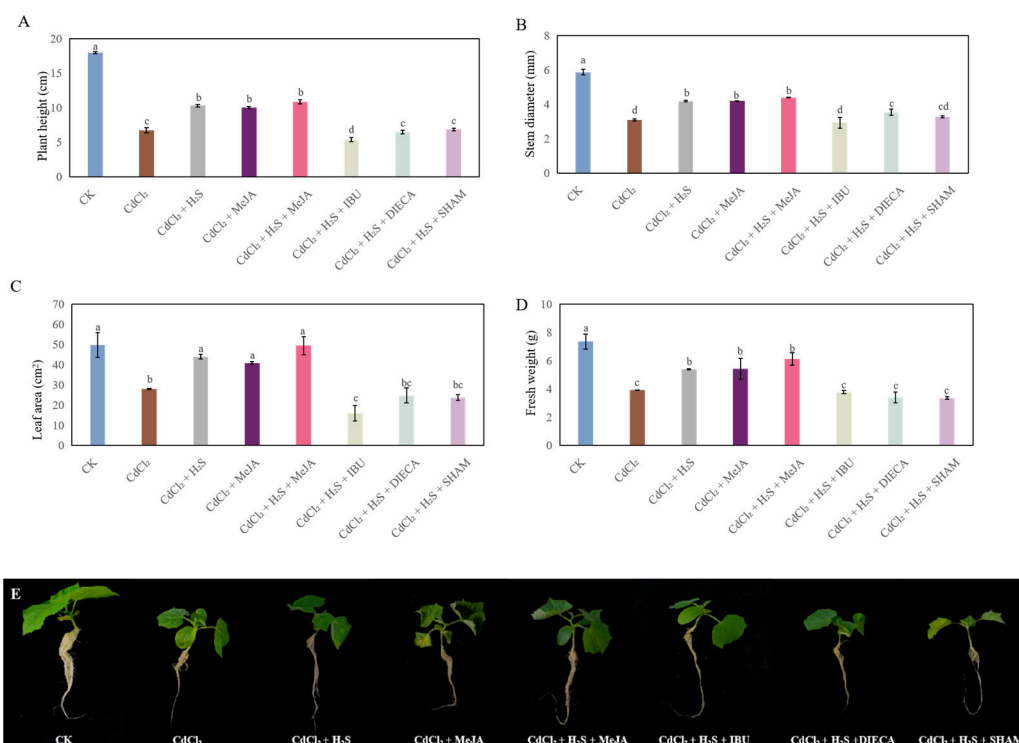 A
Plant height (cm)
20
15
10
5
0
a
c
b
b
b
d
c
c
CK
CdCl₂
CdCl₂ + H₂S
CdCl₂ + MeJA
CdCl₂ + H₂S + MeJA
CdCl₂ + H₂S + IBU
CdCl₂ + H₂S + DIECA
CdCl₂ + H₂S + SHAM
B
Stem diameter (mm)
8
6
4
2
0
a
d
b
b
b
d
c
cd
CK
CdCl₂
CdCl₂ + H₂S
CdCl₂ + MeJA
CdCl₂ + H₂S + MeJA
CdCl₂ + H₂S + IBU
CdCl₂ + H₂S + DIECA
CdCl₂ + H₂S + SHAM
C
Leaf area (cm²)
70
60
50
40
30
20
10
0
a
b
a
a
a
c
bc
bc
CK
CdCl₂
CdCl₂ + H₂S
CdCl₂ + MeJA
CdCl₂ + H₂S + MeJA
CdCl₂ + H₂S + IBU
CdCl₂ + H₂S + DIECA
CdCl₂ + H₂S + SHAM
D
Fresh weight (g)
10
8
6
4
2
0
a
c
b
b
b
c
c
c
CK
CdCl₂
CdCl₂ + H₂S
CdCl₂ + MeJA
CdCl₂ + H₂S + MeJA
CdCl₂ + H₂S + IBU
CdCl₂ + H₂S + DIECA
CdCl₂ + H₂S + SHAM
E
CK
CdCl₂
CdCl₂ + H₂S
CdCl₂ + MeJA
CdCl₂ + H₂S + MeJA
CdCl₂ + H₂S + IBU
CdCl₂ + H₂S +DIECA
CdCl₂ + H₂S + SHAM